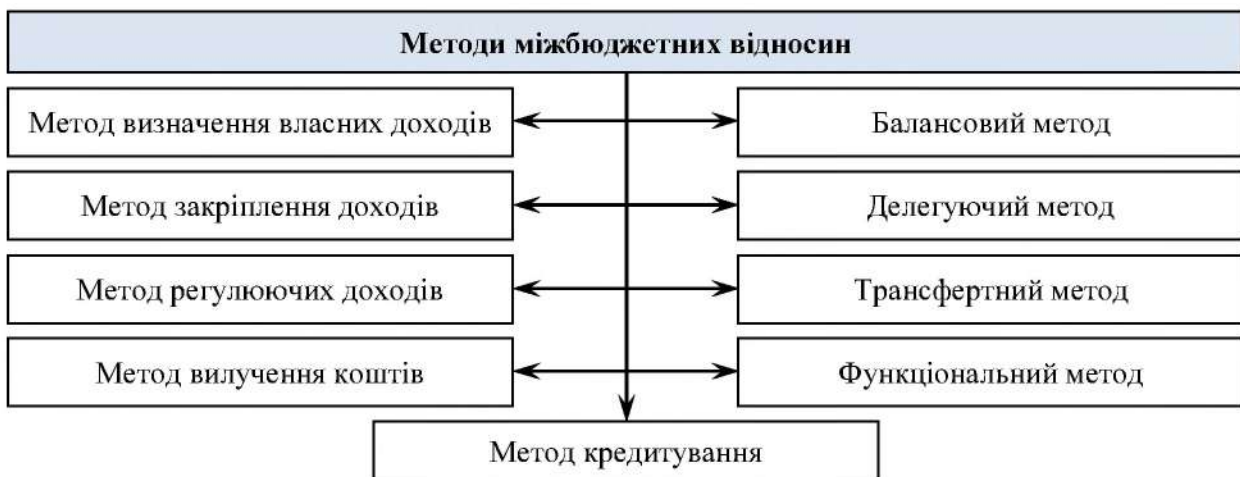 Методи міжбюджетних відносин
Метод визначення власних доходів
Балансовий метод
Метод закріплення доходів
Делегуючий метод
Метод регулюючих доходів
Трансфертний метод
Метод вилучення коштів
Функціональний метод
Метод кредитування